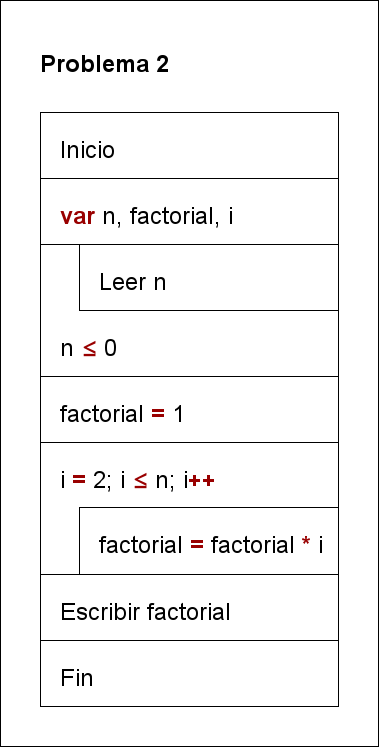 Problema 2
Inicio
var n, factorial, i
Leer n
n ≤ 0
factorial = 1
i = 2; i ≤ n; i++
factorial = factorial * i
Escribir factorial
Fin